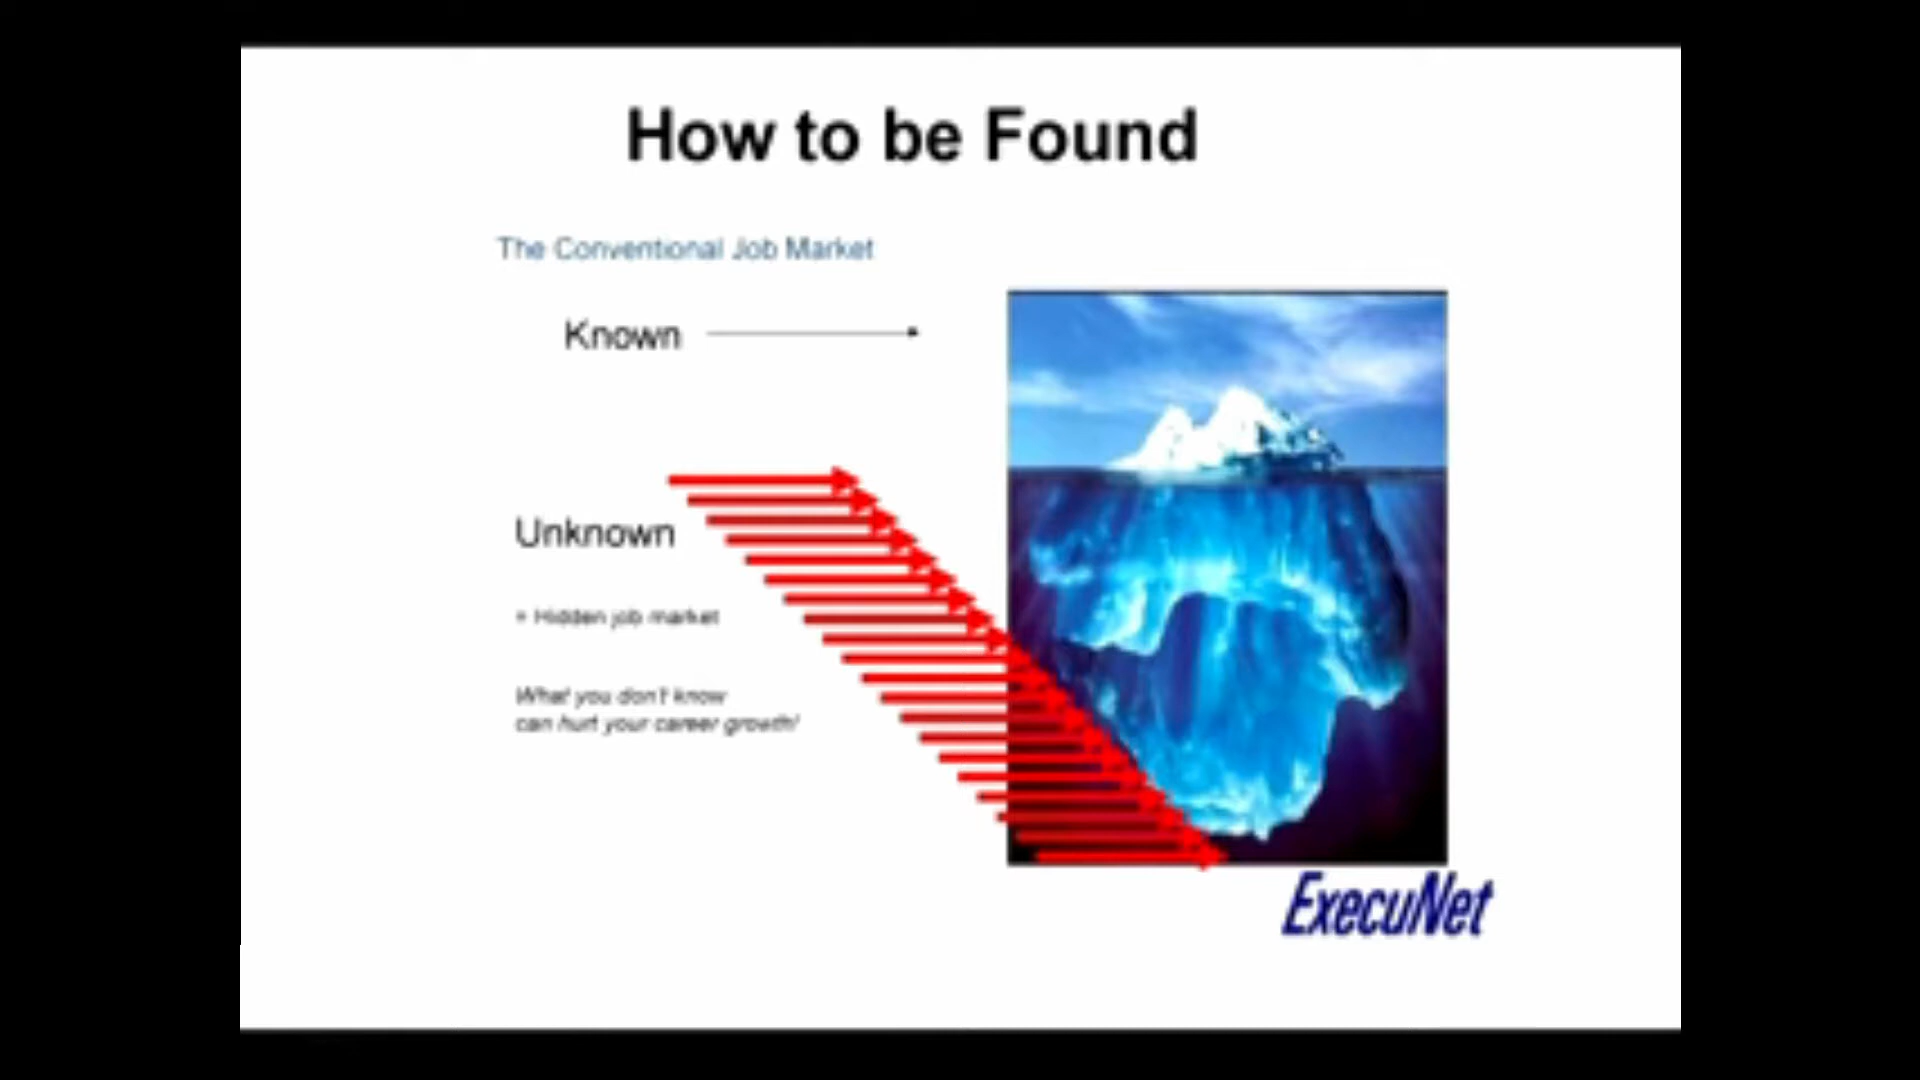 How to be Found
The Conventional Job Market
Known
Unknown
= Hidden job market
What you don't know
can hurt your career growth!
ExecuNet